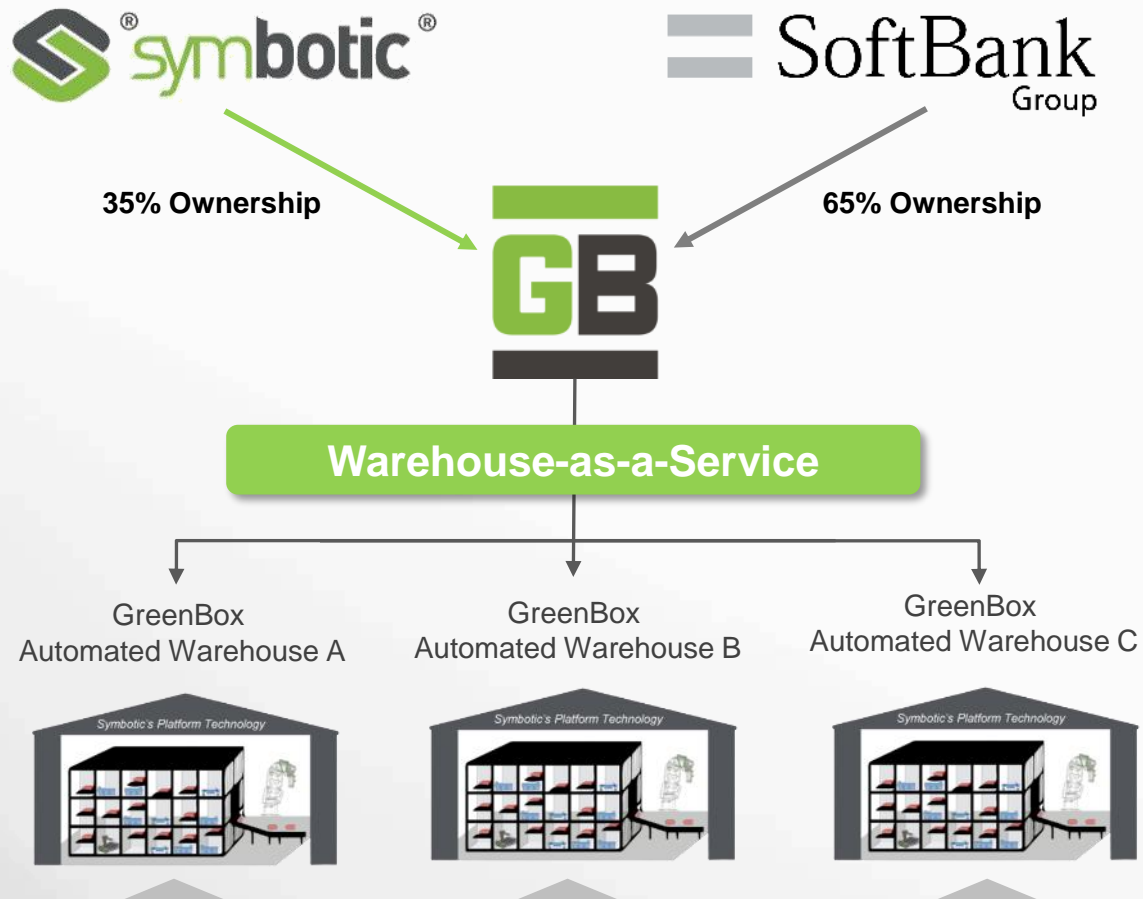 symbotic®
SoftBank
Group
35% Ownership
65% Ownership
GB
Warehouse-as-a-Service
GreenBox
Automated Warehouse A
GreenBox
Automated Warehouse B
GreenBox
Automated Warehouse C
Symbotic's Platform Technology
Symbotic's Platform Technology
Symbotic's Platform Technology